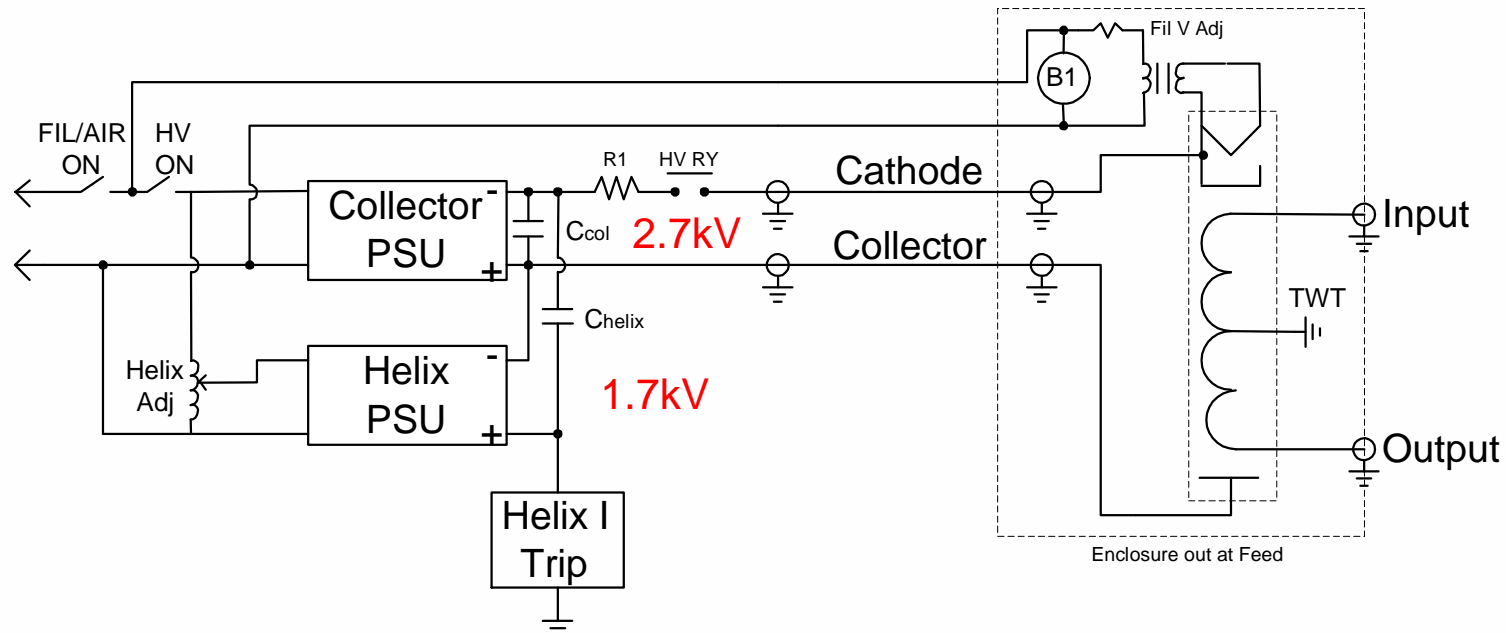 Fil V Adj
B1
FIL/AIR
ON
HV
ON
R1
HV RY
Cathode
Collector
PSU
-
+
Ccol
2.7kV
Collector
Input
TWT
Chelix
Helix
Adj
Helix
PSU
-
+
1.7kV
Output
Helix I
Trip
Enclosure out at Feed